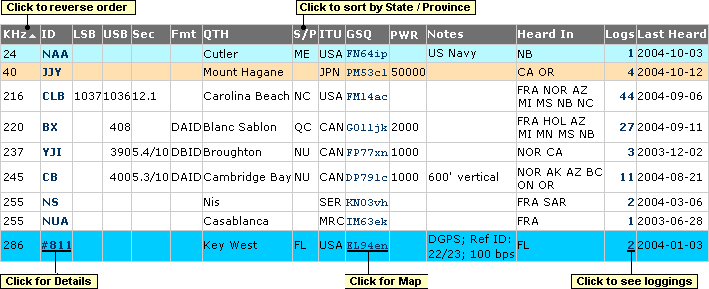 Click to reverse order Click to sort by State / Province
KHz ID LSB USB Sec Fmt QTH S/P ITU GSQ PWR Notes Heard In Logs Last Heard
24 NAA Cutler ME USA FN64ip US Navy NB 1 2004-10-03
40 JJY Mount Hagane JPN PM53cl 50000 CA OR 4 2004-10-12
216 CLB 1037 1036 12.1 Carolina Beach NC USA FM14ac FRA NOR AZ 44 2004-09-06
MI MS NB NC
220 BX 408 DAID Blanc Sablon QC CAN GO11jk 2000 FRA HOL AZ 27 2004-09-11
MI MN MS NB
237 YJI 390 5.4/10 DBID Broughton NU CAN FP77xn 1000 NOR CA 3 2003-12-02
245 CB 400 5.3/10 DAID Cambridge Bay NU CAN DP79lc 1000 600' vertical NOR AK AZ BC 11 2004-08-21
ON OR
255 NS Nis SER KN03vh FRA SAR 2 2004-03-06
255 NUA Casablanca MRC IM63ek FRA 1 2003-06-28
286 #811 Key West FL USA EL94en DGPS; Ref ID: FL 2 2004-01-03
22/23; 100 bps
Click for Details Click for Map Click to see loggings